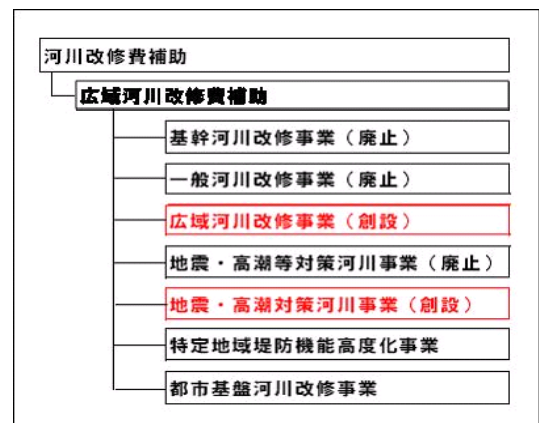 河川改修費補助
広域河川改修費補助
基幹河川改修事業（廃止）
一般河川改修事業（廃止）
広域河川改修事業（創設）
地震・高潮等対策河川事業（廃止）
地震・高潮対策河川事業（創設）
特定地域堤防機能高度化事業
都市基盤河川改修事業